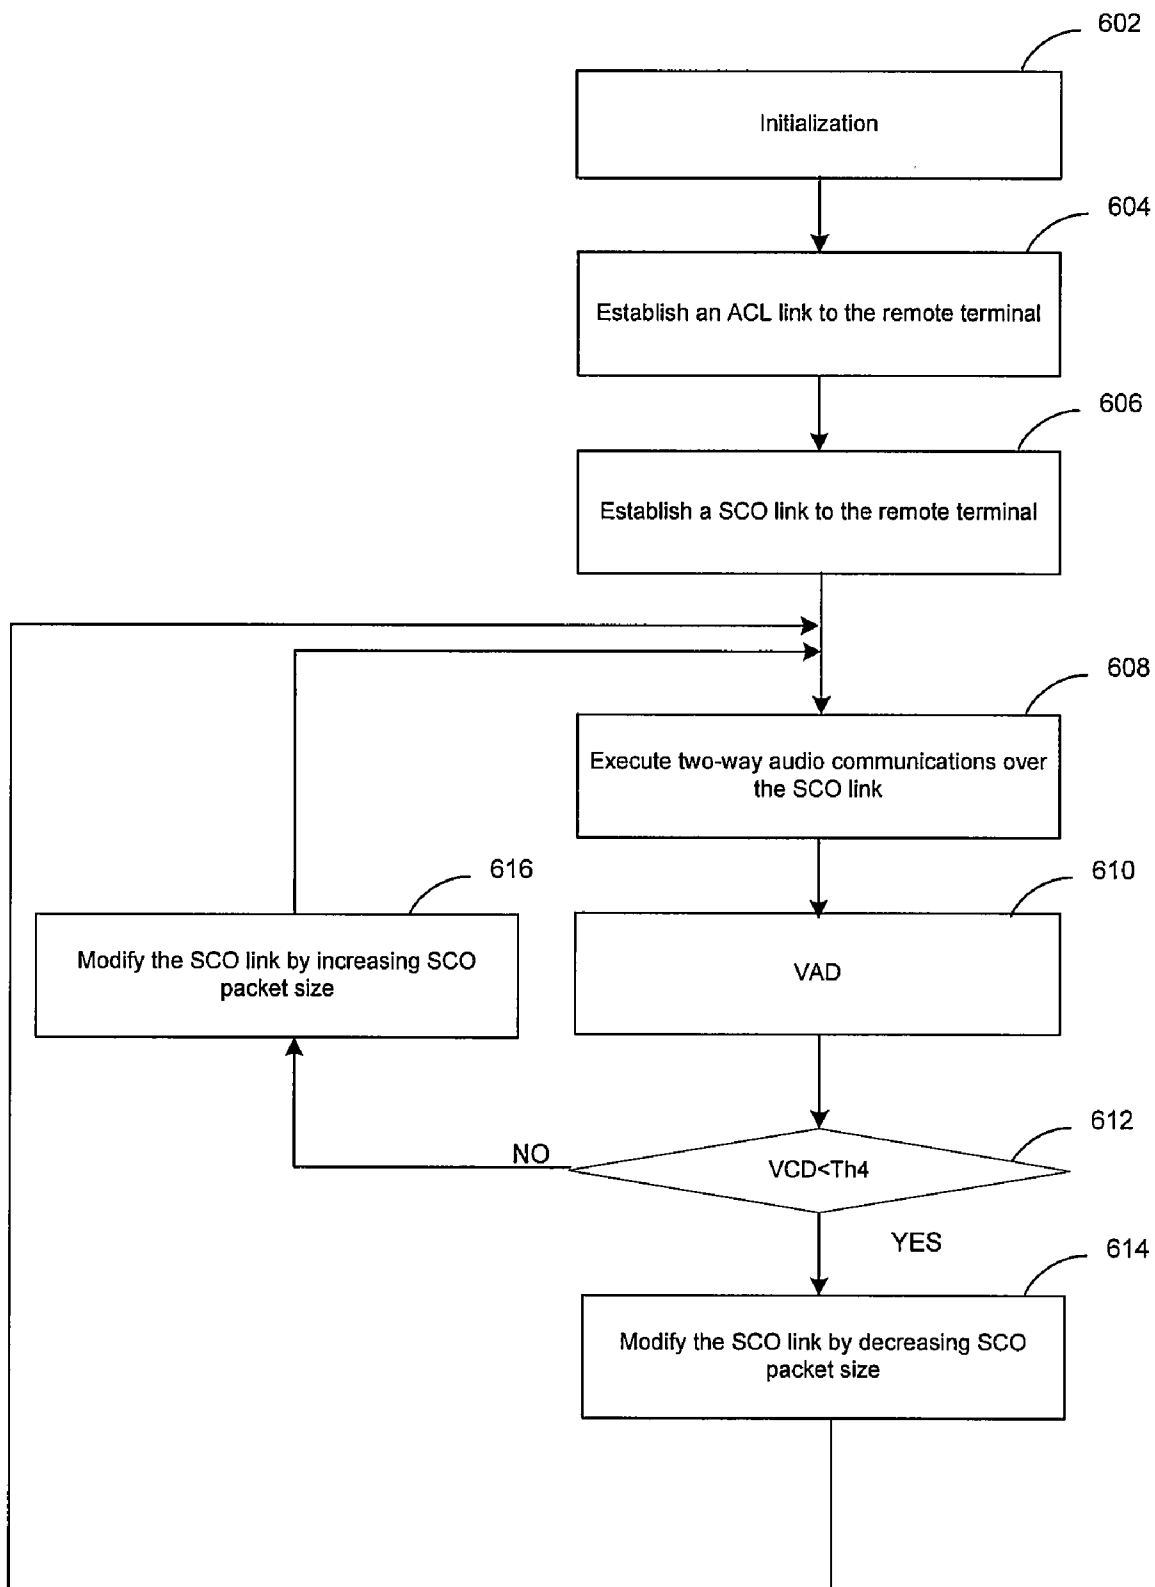 602
Initialization
604
Establish an ACL link to the remote terminal
606
Establish a SCO link to the remote terminal
608
Execute two-way audio communications over
the SCO link
616
Modify the SCO link by increasing SCO
packet size
610
VAD
612
NO
VCD<Th4
YES
614
Modify the SCO link by decreasing SCO
packet size